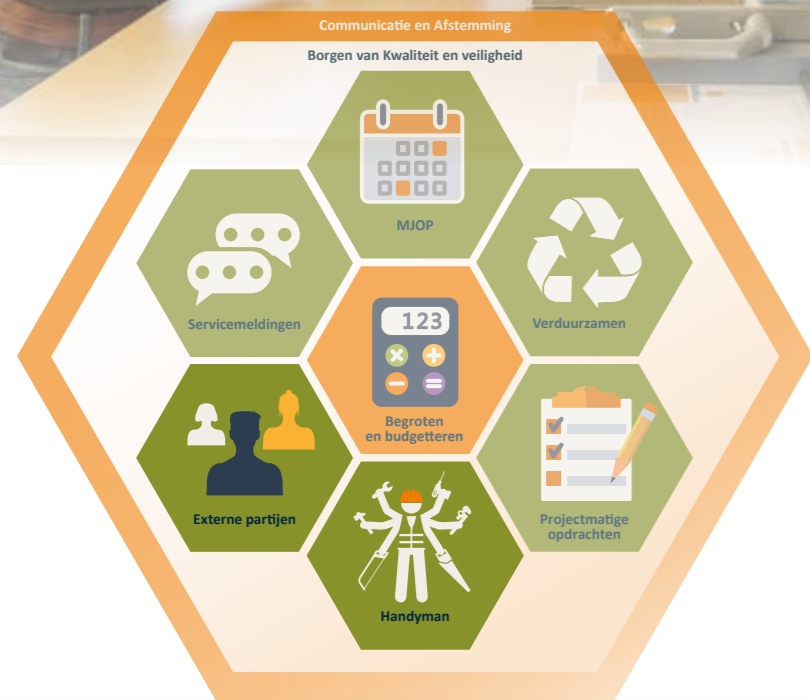 Communicatie en Afstemming
Borgen van Kwaliteit en veiligheid
MJOP
Servicemeldingen
Verduurzamen
123
Begroten
en budgetteren
Externe partijen
Projectmatige
opdrachten
Handyman